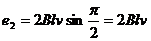 e₂ = 2Blv sin π/2 = 2Blv